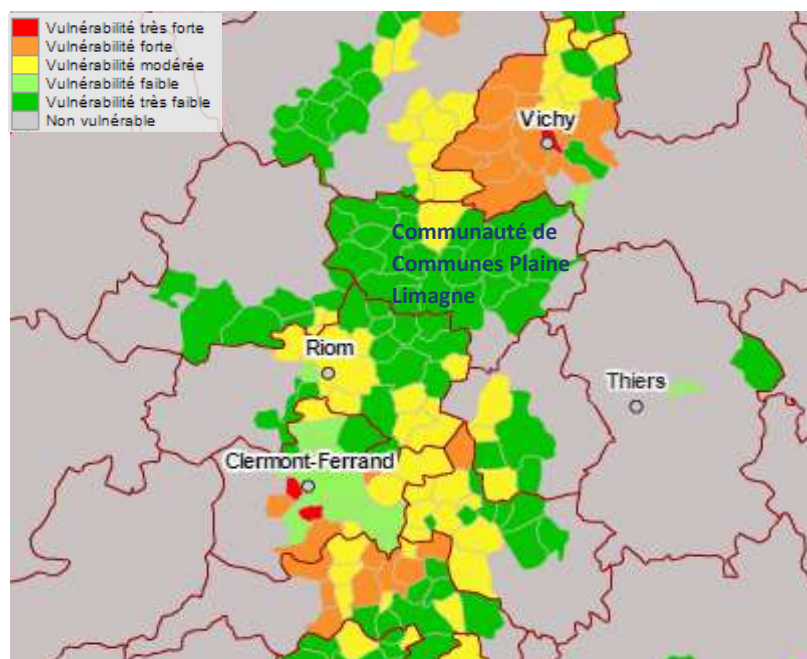 Vulnérabilité très forte
Vulnérabilité forte
Vulnérabilité modérée
Vulnérabilité faible
Vulnérabilité très faible
Non vulnérable
Vichy
Communauté de
Communes Plaine
Limagne
Riom
Thiers
Clermont-Ferrand